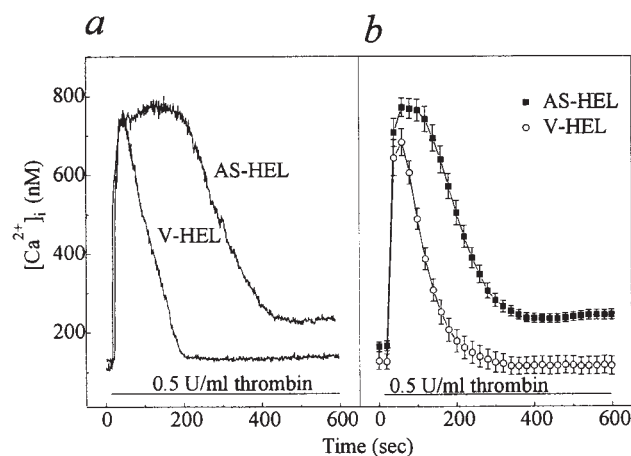 a
b
800
600
400
200
[Ca2+]i (nM)
AS-HEL
V-HEL
0.5 U/ml thrombin
0 200 400 600
AS-HEL
V-HEL
0.5 U/ml thrombin
0 200 400 600
Time (sec)